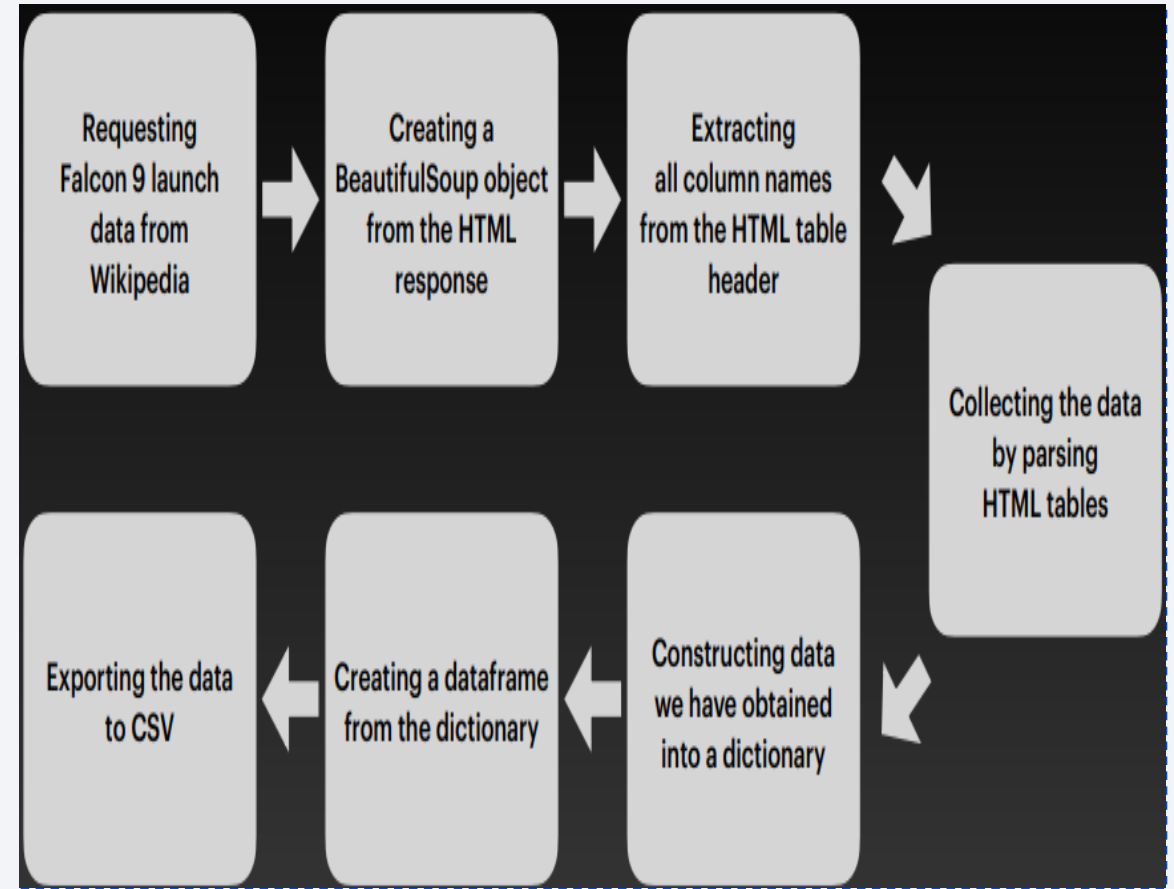 Requesting
Falcon 9 launch
data from
Wikipedia
Creating a
BeautifulSoup object
from the HTML
response
Extracting
all column names
from the HTML table
header
Collecting the data
by parsing
HTML tables
Constructing data
we have obtained
into a dictionary
Creating a dataframe
from the dictionary
Exporting the data
to CSV